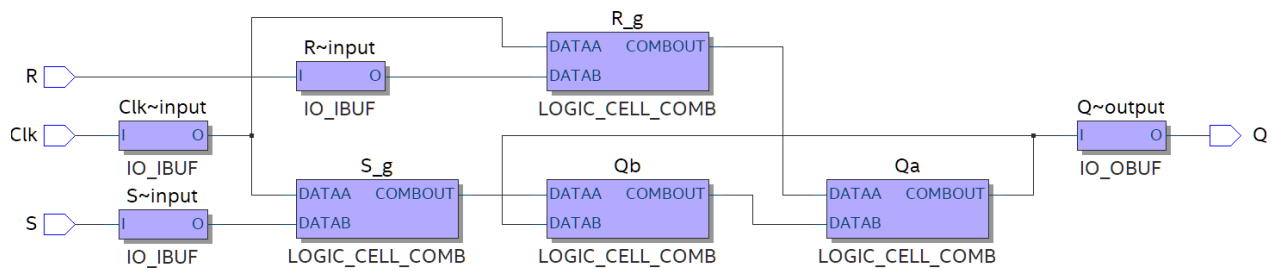 R_g
DATAA COMBOUT
DATAB
LOGIC_CELL_COMB
R~input
R
I O
IO_IBUF
Clk~input
Clk
I O
IO_IBUF
Q~output
I O
Q
IO_OBUF
S_g
DATAA COMBOUT
DATAB
LOGIC_CELL_COMB
Qb
DATAA COMBOUT
DATAB
LOGIC_CELL_COMB
Qa
DATAA COMBOUT
DATAB
LOGIC_CELL_COMB
S~input
S
I O
IO_IBUF